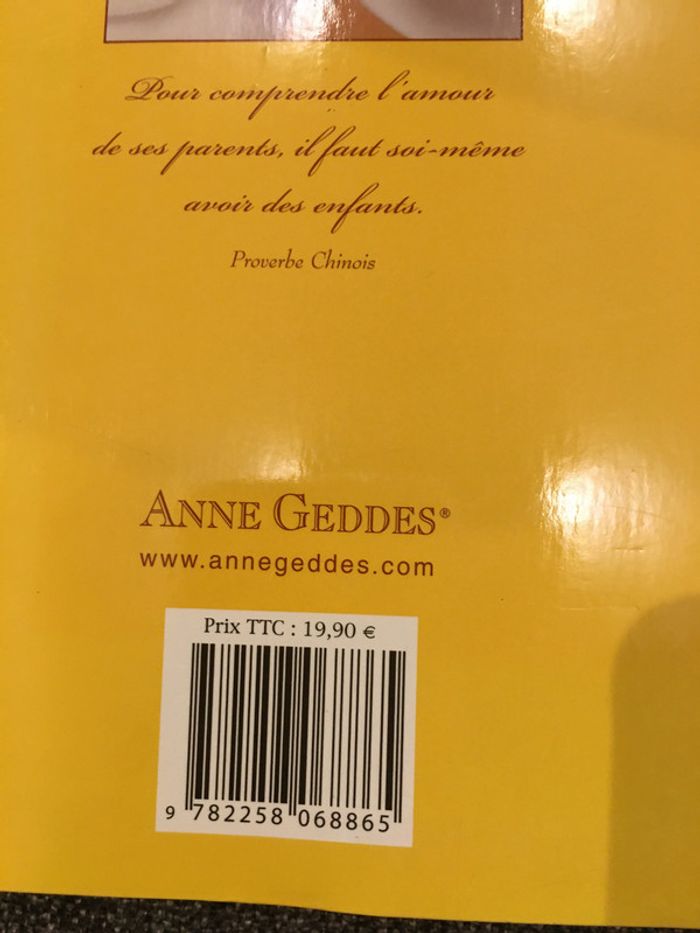 Pour comprendre l'amour
de ses parents, il faut soi-même
avoir des enfants.
Proverbe Chinois
ANNE GEDDES®
www.annegeddes.com
Prix TTC : 19,90 €
9 782258 068865